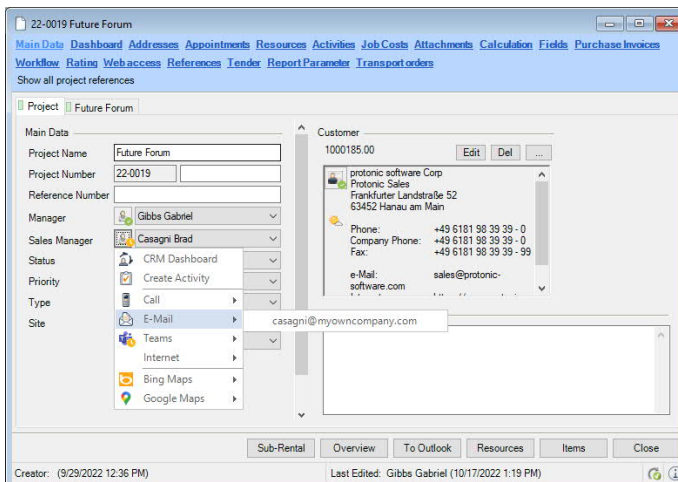 22-0019 Future Forum
Main Data Dashboard Addresses Appointments Resources Activities Job Costs Attachments Calculation Fields Purchase Invoices
Workflow Rating Web access References Tender Report Parameter Transport orders
Show all project references
Project Future Forum
Main Data
Project Name Future Forum
Project Number 22-0019
Reference Number
Manager Gibbs Gabriel
Sales Manager Casagni Brad
Status
Priority
Type
Site
CRM Dashboard
Create Activity
Call
E-Mail
casagni@myowncompany.com
Teams
Internet
Bing Maps
Google Maps
Customer
1000185.00 Edit Del ...
protonic software Corp
Protonic Sales
Frankfurter Landstraße 52
63452 Hanau am Main
Phone: +49 6181 98 39 39 - 0
Company Phone: +49 6181 98 39 39 - 0
Fax: +49 6181 98 39 39 - 99
e-Mail: sales@protonic-
software.com
Sub-Rental Overview To Outlook Resources Items Close
Creator: (9/29/2022 12:36 PM) Last Edited: Gibbs Gabriel (10/17/2022 1:19 PM)